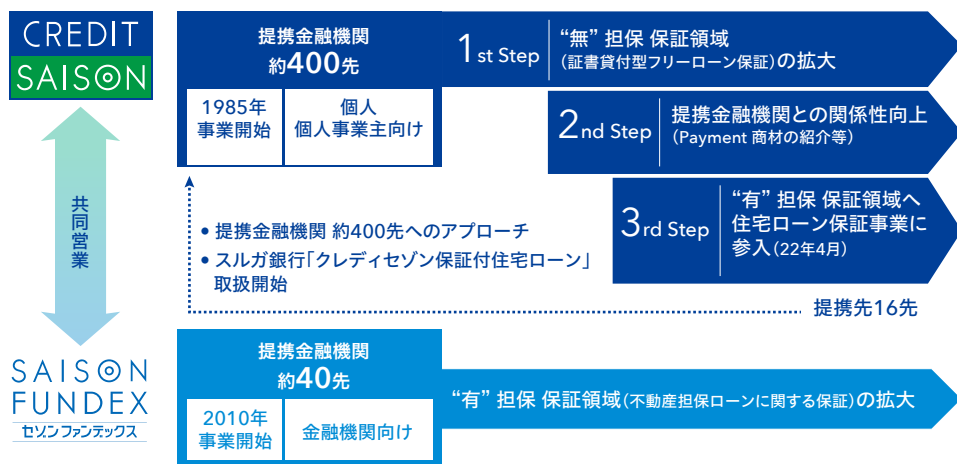 CREDIT
SAISON
共同営業
SAISON
FUNDEX
セゾンファンデックス
提携金融機関
約400先
1985年
事業開始
個人
個人事業主向け
1st Step
“無” 担保 保証領域
（証書貸付型フリーローン保証）の拡大
2nd Step
提携金融機関との関係性向上
（Payment 商材の紹介等）
3rd Step
“有” 担保 保証領域へ
住宅ローン保証事業に
参入（22年4月）
• 提携金融機関 約400先へのアプローチ
• スルガ銀行「クレディセゾン保証付住宅ローン」
取扱開始
提携先16先
提携金融機関
約40先
2010年
事業開始
金融機関向け
“有” 担保 保証領域（不動産担保ローンに関する保証）の拡大